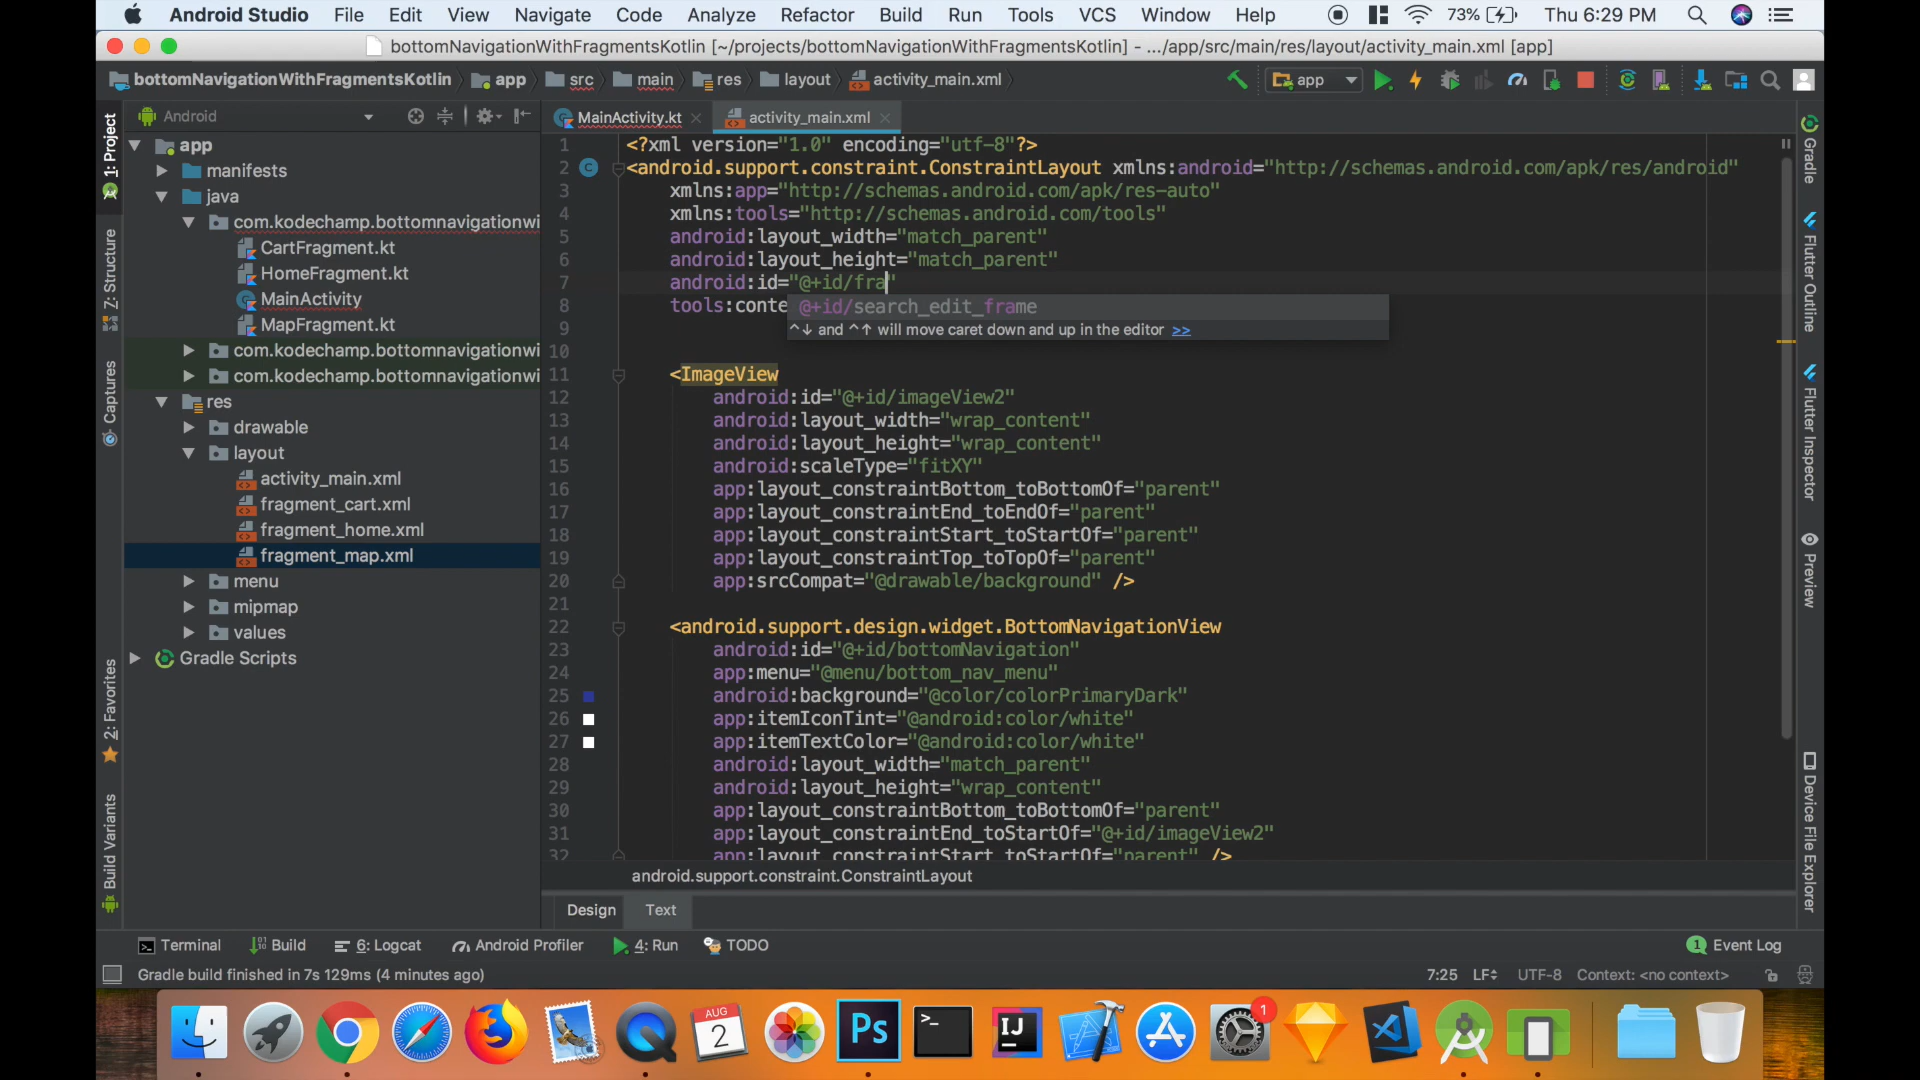 Android Studio File Edit View Navigate Code Analyze Refactor Build Run Tools VCS Window Help 73% Thu 6:29 PM
bottomNavigationWithFragmentsKotlin [~/projects/bottomNavigationWithFragmentsKotlin] - .../app/src/main/res/layout/activity_main.xml [app]
bottomNavigationWithFragmentsKotlin app src main res layout activity_main.xml app
Android
MainActivity.kt activity_main.xml
1: Project
7: Structure
Captures
2: Favorites
Build Variants
app
manifests
java
com.kodechamp.bottomnavigationwi
CartFragment.kt
HomeFragment.kt
MainActivity
MapFragment.kt
com.kodechamp.bottomnavigationwi
com.kodechamp.bottomnavigationwi
res
drawable
layout
activity_main.xml
fragment_cart.xml
fragment_home.xml
fragment_map.xml
menu
mipmap
values
Gradle Scripts
1 <?xml version="1.0" encoding="utf-8"?>
2 <android.support.constraint.ConstraintLayout xmlns:android="http://schemas.android.com/apk/res/android"
3 xmlns:app="http://schemas.android.com/apk/res-auto"
4 xmlns:tools="http://schemas.android.com/tools"
5 android:layout_width="match_parent"
6 android:layout_height="match_parent"
7 android:id="@+id/fra"
8 tools:conte
@+id/search_edit_frame
^↓ and ^↑ will move caret down and up in the editor >>
9
10
11 <ImageView
12 android:id="@+id/imageView2"
13 android:layout_width="wrap_content"
14 android:layout_height="wrap_content"
15 android:scaleType="fitXY"
16 app:layout_constraintBottom_toBottomOf="parent"
17 app:layout_constraintEnd_toEndOf="parent"
18 app:layout_constraintStart_toStartOf="parent"
19 app:layout_constraintTop_toTopOf="parent"
20 app:srcCompat="@drawable/background" />
21
22 <android.support.design.widget.BottomNavigationView
23 android:id="@+id/bottomNavigation"
24 app:menu="@menu/bottom_nav_menu"
25 android:background="@color/colorPrimaryDark"
26 app:itemIconTint="@android:color/white"
27 app:itemTextColor="@android:color/white"
28 android:layout_width="match_parent"
29 android:layout_height="wrap_content"
30 app:layout_constraintBottom_toBottomOf="parent"
31 app:layout_constraintEnd_toStartOf="@+id/imageView2"
32 app:layout_constraintStart_toStartOf="parent" />
android.support.constraint.ConstraintLayout
Design Text
Gradle
Flutter Outline
Flutter Inspector
Preview
Device File Explorer
Terminal Build 6: Logcat Android Profiler 4: Run TODO 1 Event Log
Gradle build finished in 7s 129ms (4 minutes ago) 7:25 LF UTF-8 Context: <no context>
AUG
2
Ps
>_
IJ
1